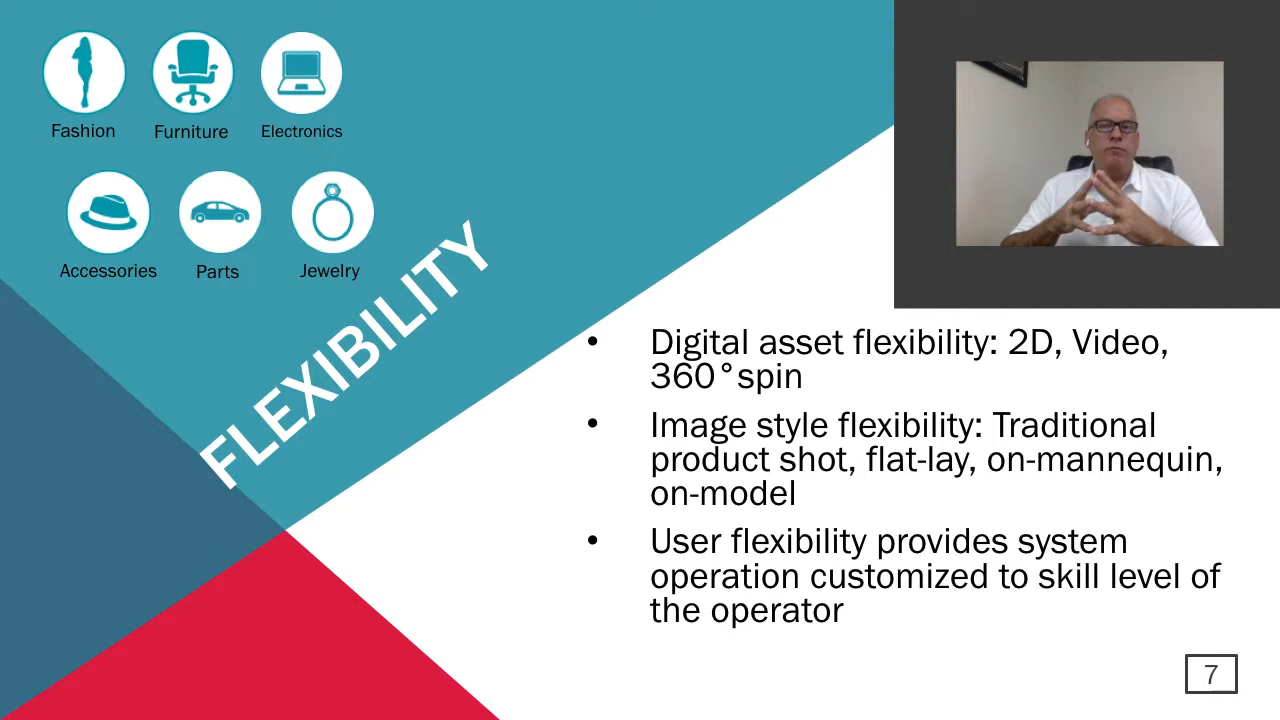 Fashion Furniture Electronics
Accessories Parts Jewelry
FLEXIBILITY
• Digital asset flexibility: 2D, Video,
360°spin
• Image style flexibility: Traditional
product shot, flat-lay, on-mannequin,
on-model
• User flexibility provides system
operation customized to skill level of
the operator
7